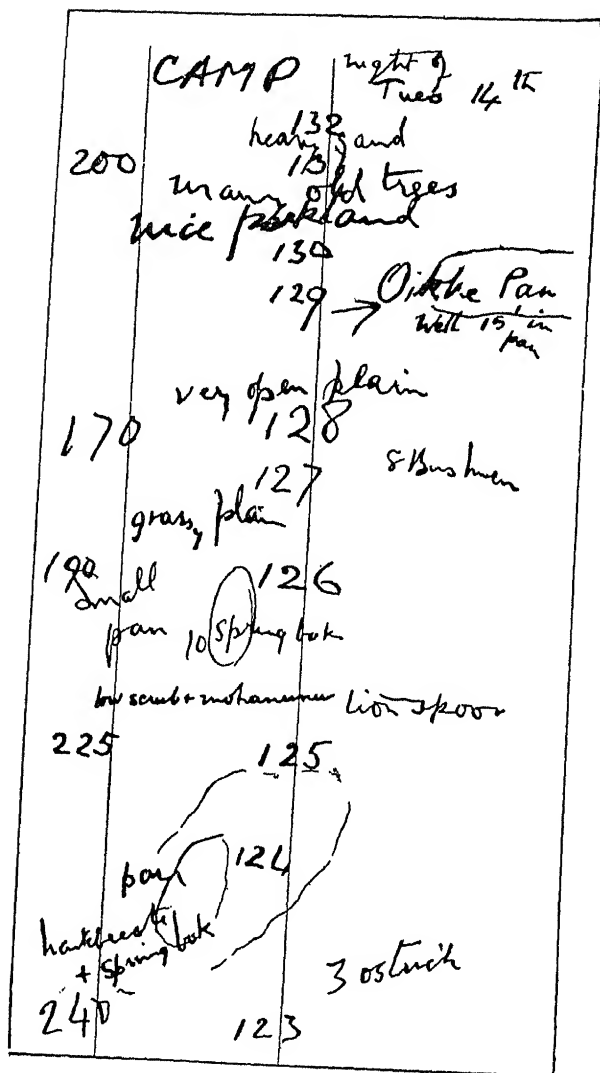 CAMP night of
Tues 14th
132
heavy sand
200 131
many old trees
nice parkland
130
129 → Oikke Pan
Well 15' in
pan
very open plain
170 128
127 8 Bushmen
grassy plain
190 126
small
pan 10 Springbok
low scrub + lion spoor
225 125
124
pan
hartebeeste
+ Springbok
3 ostrich
240 123